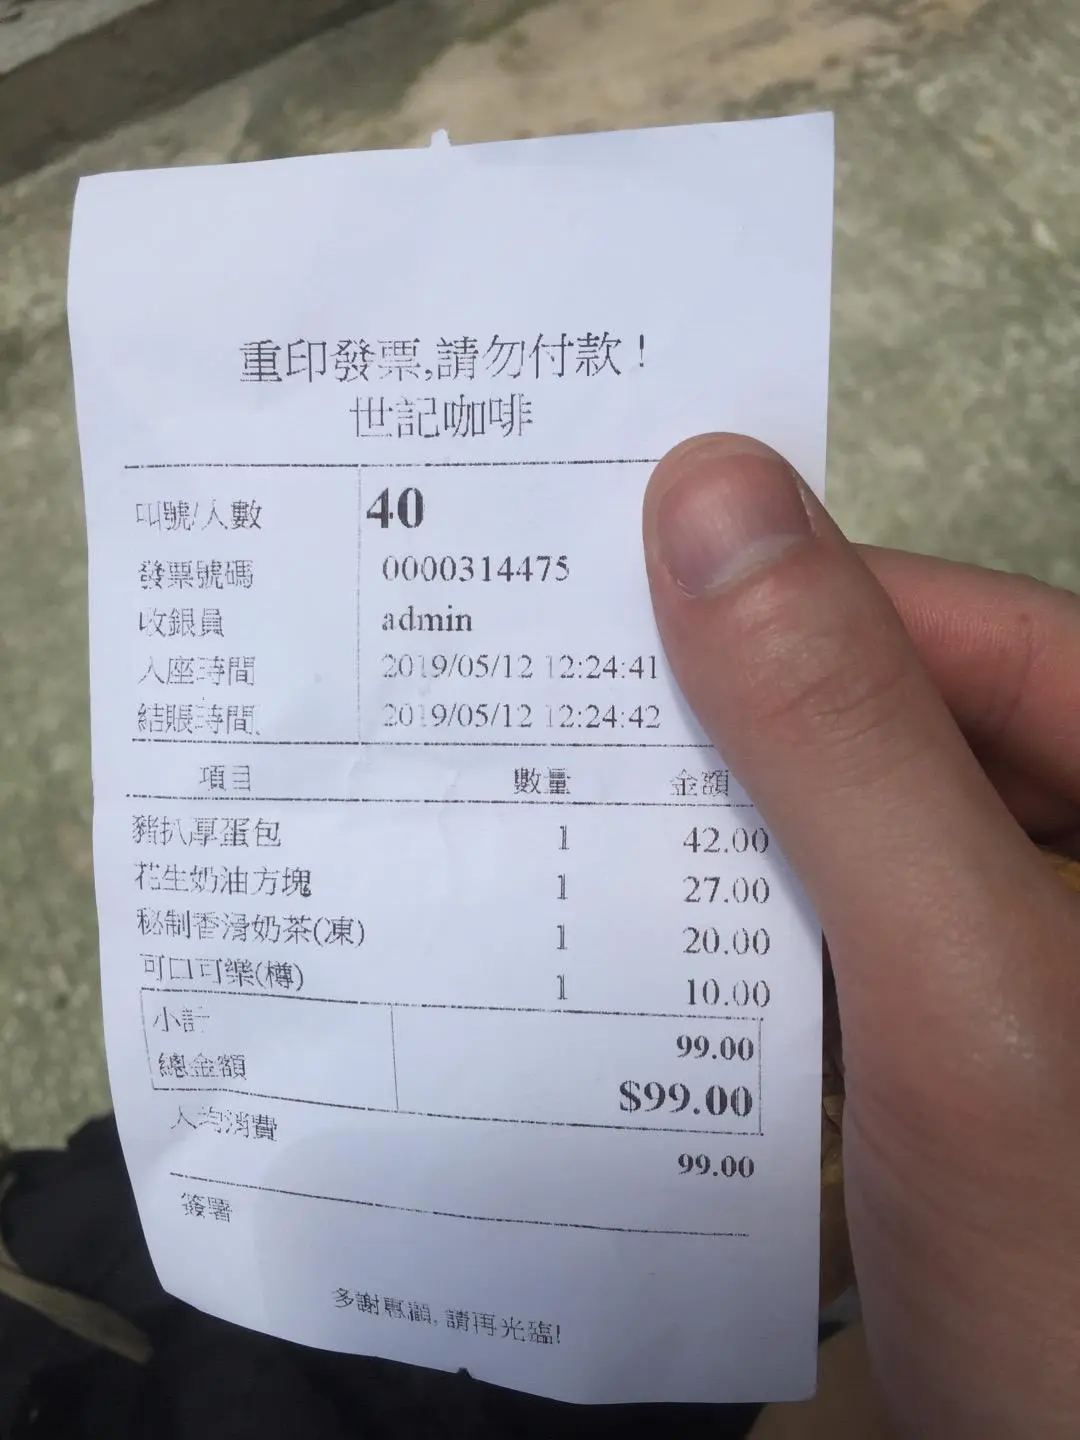 重印發票,請勿付款!
世記咖啡
叫號/人數 40
發票號碼 0000314475
收銀員 admin
入座時間 2019/05/12 12:24:41
結賬時間 2019/05/12 12:24:42
項目 數量 金額
豬扒厚蛋包 1 42.00
花生奶油方塊 1 27.00
秘制香滑奶茶(凍) 1 20.00
可口可樂(樽) 1 10.00
小計 99.00
總金額 $99.00
人均消費 99.00
簽署
多謝惠顧,請再光臨!